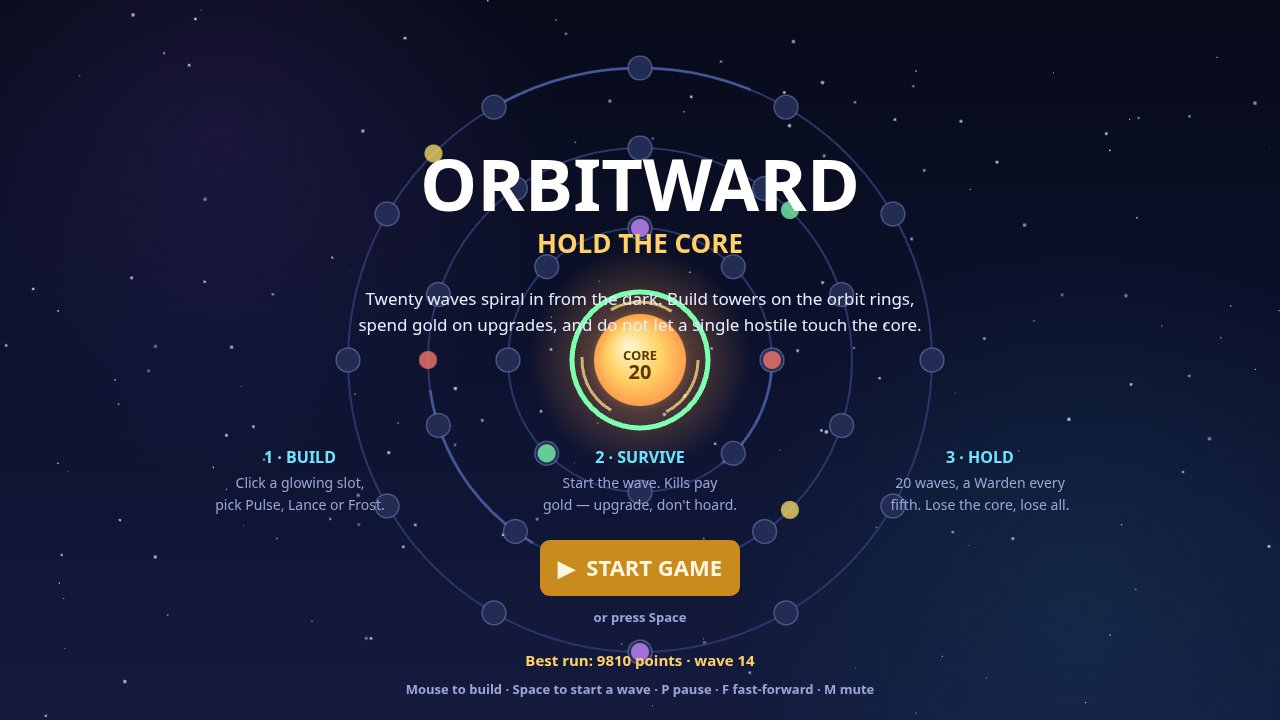 ORBITWARD
HOLD THE CORE
Twenty waves spiral in from the dark. Build towers on the orbit rings,
spend gold on upgrades, and do not let a single hostile touch the core.
CORE
20
1 · BUILD
Click a glowing slot,
pick Pulse, Lance or Frost.
2 · SURVIVE
Start the wave. Kills pay
gold — upgrade, don't hoard.
3 · HOLD
20 waves, a Warden every
fifth. Lose the core, lose all.
▶ START GAME
or press Space
Best run: 9810 points · wave 14
Mouse to build · Space to start a wave · P pause · F fast-forward · M mute